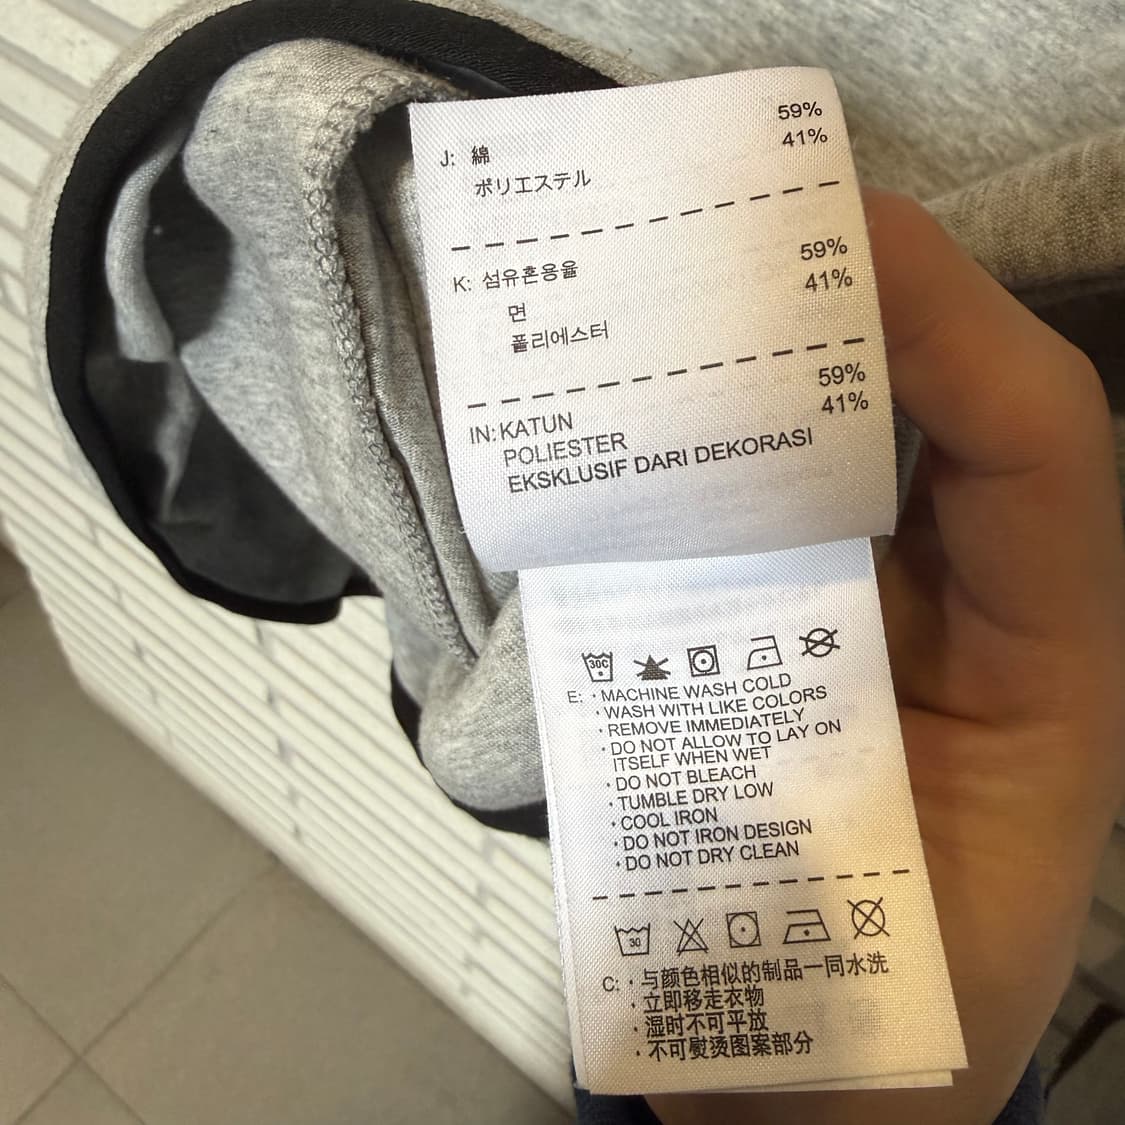 59%
J: 綿 41%
ポリエステル
K: 섬유혼용율 59%
면 41%
폴리에스터
59%
IN: KATUN 41%
POLIESTER
EKSKLUSIF DARI DEKORASI
30C
E: · MACHINE WASH COLD
· WASH WITH LIKE COLORS
· REMOVE IMMEDIATELY
· DO NOT ALLOW TO LAY ON
ITSELF WHEN WET
· DO NOT BLEACH
· TUMBLE DRY LOW
· COOL IRON
· DO NOT IRON DESIGN
· DO NOT DRY CLEAN
30
C: · 与颜色相似的制品一同水洗
· 立即移走衣物
· 湿时不可平放
· 不可熨烫图案部分